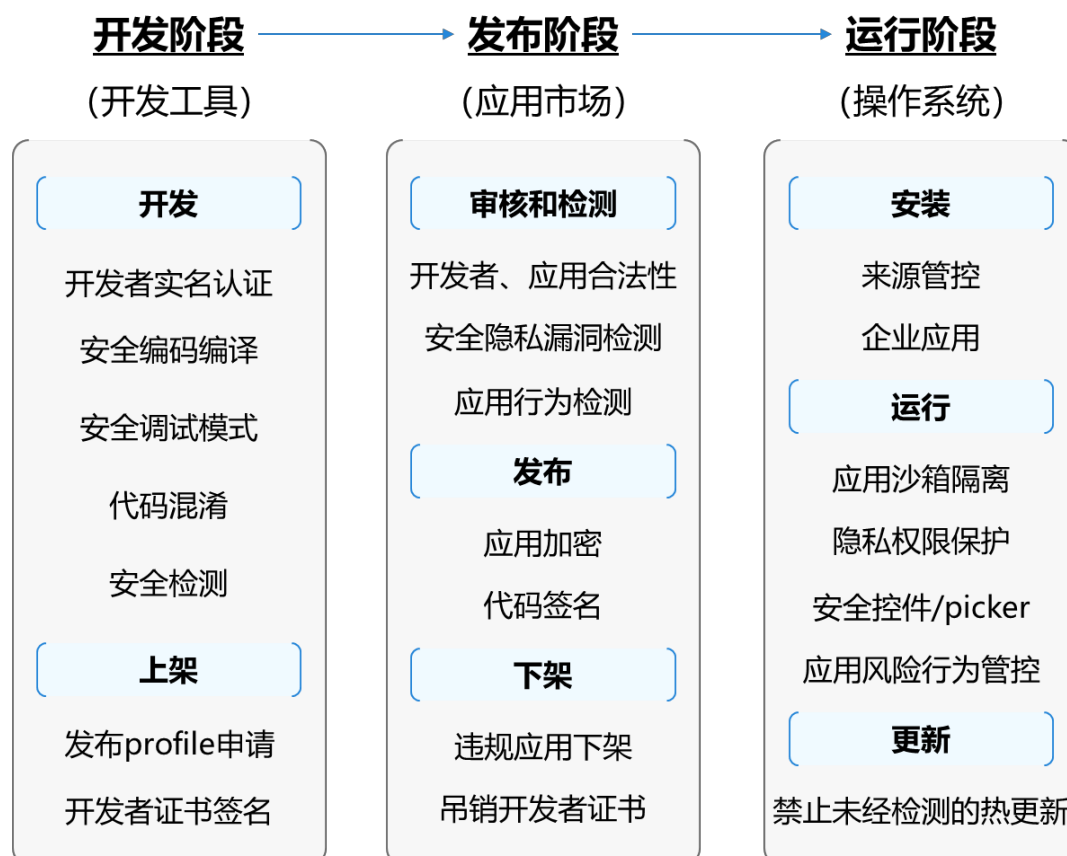 开发阶段
(开发工具)
开发
开发者实名认证
安全编码编译
安全调试模式
代码混淆
安全检测
上架
发布profile申请
开发者证书签名
发布阶段
(应用市场)
审核和检测
开发者、应用合法性
安全隐私漏洞检测
应用行为检测
发布
应用加密
代码签名
下架
违规应用下架
吊销开发者证书
运行阶段
(操作系统)
安装
来源管控
企业应用
运行
应用沙箱隔离
隐私权限保护
安全控件/picker
应用风险行为管控
更新
禁止未经检测的热更新